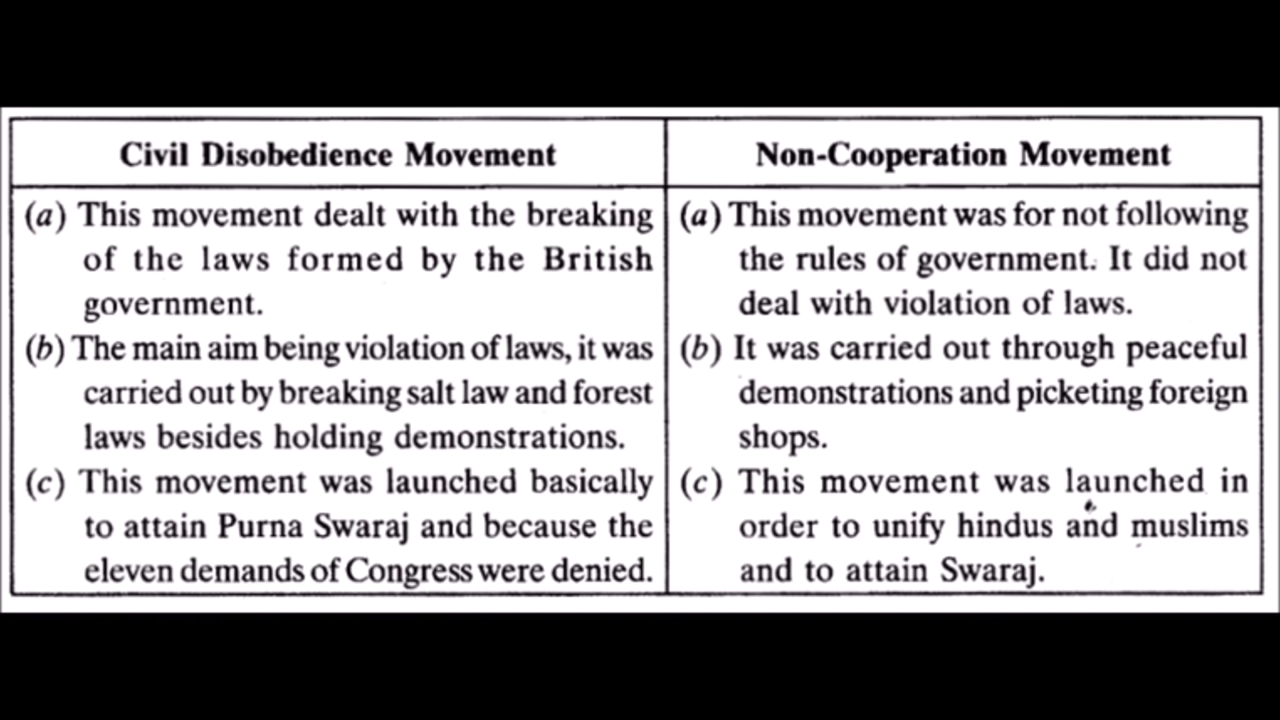 Civil Disobedience Movement
(a) This movement dealt with the breaking
of the laws formed by the British
government.
(b) The main aim being violation of laws, it was
carried out by breaking salt law and forest
laws besides holding demonstrations.
(c) This movement was launched basically
to attain Purna Swaraj and because the
eleven demands of Congress were denied.
Non-Cooperation Movement
(a) This movement was for not following
the rules of government. It did not
deal with violation of laws.
(b) It was carried out through peaceful
demonstrations and picketing foreign
shops.
(c) This movement was launched in
order to unify hindus and muslims
and to attain Swaraj.